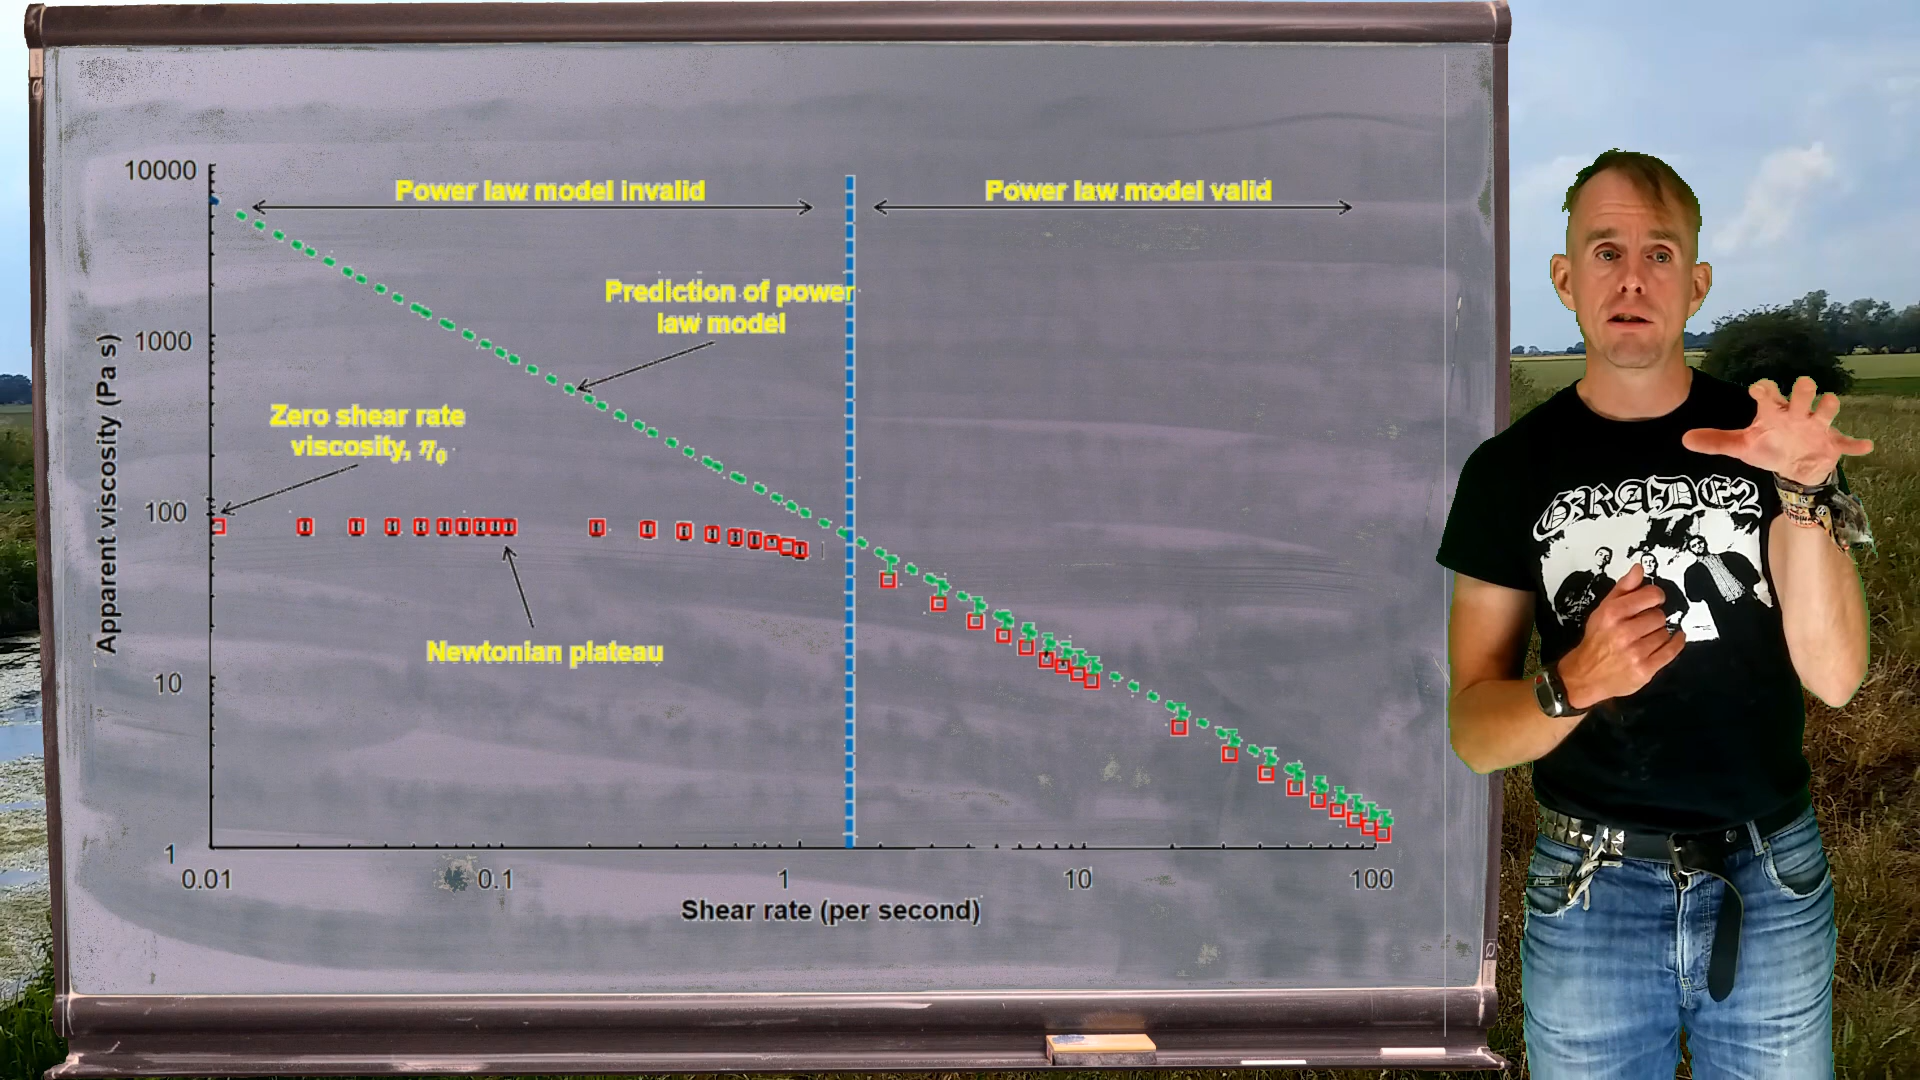 10000
Power law model invalid
Power law model valid
Prediction of power
law model
1000
Zero shear rate
viscosity, η0
100
Newtonian plateau
10
1
0.01
0.1
1
10
100
Apparent viscosity (Pa s)
Shear rate (per second)
GRADE2